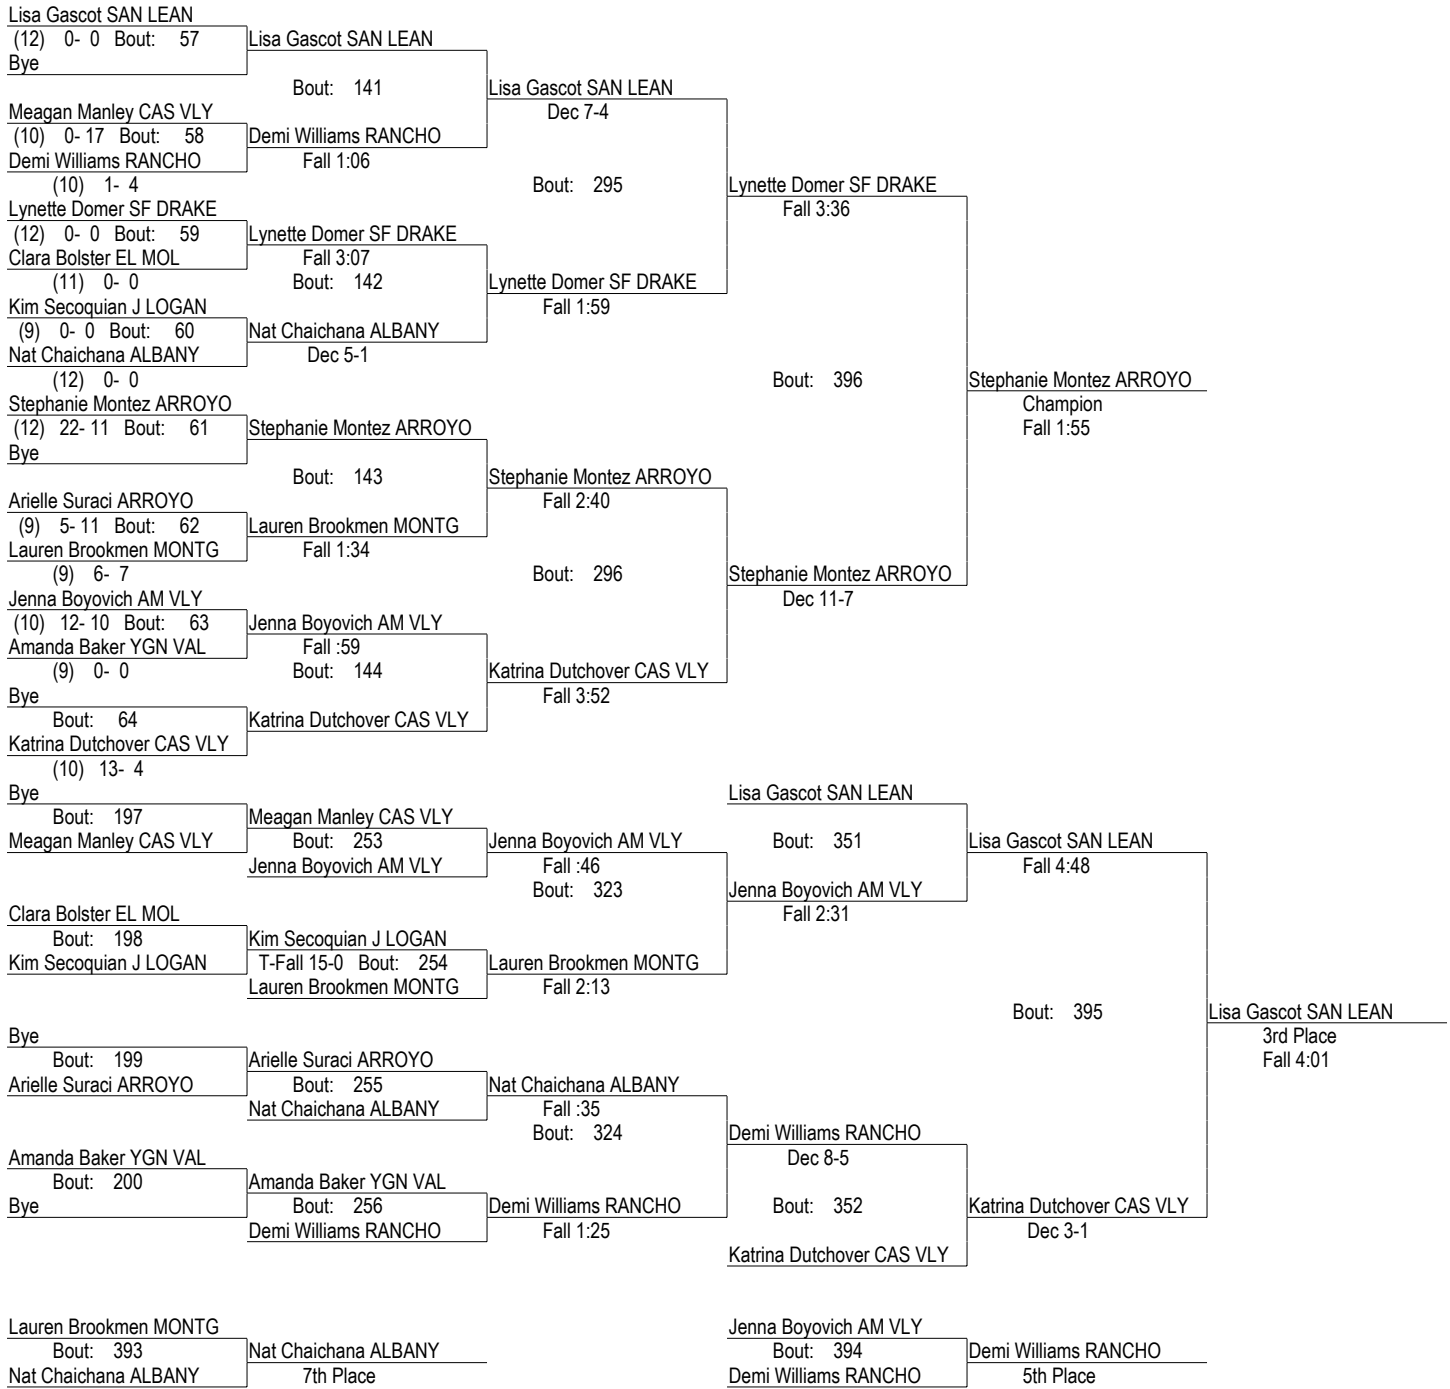 Lisa Gascot SAN LEAN
(12) 0- 0 Bout: 57 Lisa Gascot SAN LEAN
Bye
Bout: 141 Lisa Gascot SAN LEAN
Meagan Manley CAS VLY Dec 7-4
(10) 0- 17 Bout: 58 Demi Williams RANCHO
Demi Williams RANCHO Fall 1:06
(10) 1- 4 Bout: 295 Lynette Domer SF DRAKE
Lynette Domer SF DRAKE Fall 3:36
(12) 0- 0 Bout: 59 Lynette Domer SF DRAKE
Clara Bolster EL MOL Fall 3:07
(11) 0- 0 Bout: 142 Lynette Domer SF DRAKE
Kim Secoquian J LOGAN Fall 1:59
(9) 0- 0 Bout: 60 Nat Chaichana ALBANY
Nat Chaichana ALBANY Dec 5-1
(12) 0- 0 Bout: 396 Stephanie Montez ARROYO
Stephanie Montez ARROYO Champion
(12) 22- 11 Bout: 61 Stephanie Montez ARROYO Fall 1:55
Bye
Bout: 143 Stephanie Montez ARROYO
Arielle Suraci ARROYO Fall 2:40
(9) 5- 11 Bout: 62 Lauren Brookmen MONTG
Lauren Brookmen MONTG Fall 1:34
(9) 6- 7 Bout: 296 Stephanie Montez ARROYO
Jenna Boyovich AM VLY Dec 11-7
(10) 12- 10 Bout: 63 Jenna Boyovich AM VLY
Amanda Baker YGN VAL Fall :59
(9) 0- 0 Bout: 144 Katrina Dutchover CAS VLY
Bye Fall 3:52
Bout: 64 Katrina Dutchover CAS VLY
Katrina Dutchover CAS VLY
(10) 13- 4
Bye Lisa Gascot SAN LEAN
Bout: 197 Meagan Manley CAS VLY
Meagan Manley CAS VLY Bout: 253 Jenna Boyovich AM VLY Bout: 351 Lisa Gascot SAN LEAN
Jenna Boyovich AM VLY Fall :46 Fall 4:48
Bout: 323 Jenna Boyovich AM VLY
Clara Bolster EL MOL Fall 2:31
Bout: 198 Kim Secoquian J LOGAN
Kim Secoquian J LOGAN T-Fall 15-0 Bout: 254 Lauren Brookmen MONTG
Lauren Brookmen MONTG Fall 2:13
Bout: 395 Lisa Gascot SAN LEAN
Bye 3rd Place
Bout: 199 Arielle Suraci ARROYO Fall 4:01
Arielle Suraci ARROYO Bout: 255 Nat Chaichana ALBANY
Nat Chaichana ALBANY Fall :35
Bout: 324 Demi Williams RANCHO
Amanda Baker YGN VAL Dec 8-5
Bout: 200 Amanda Baker YGN VAL
Bye Bout: 256 Demi Williams RANCHO Bout: 352 Katrina Dutchover CAS VLY
Demi Williams RANCHO Fall 1:25 Dec 3-1
Katrina Dutchover CAS VLY
Lauren Brookmen MONTG Jenna Boyovich AM VLY
Bout: 393 Nat Chaichana ALBANY Bout: 394 Demi Williams RANCHO
Nat Chaichana ALBANY 7th Place Demi Williams RANCHO 5th Place